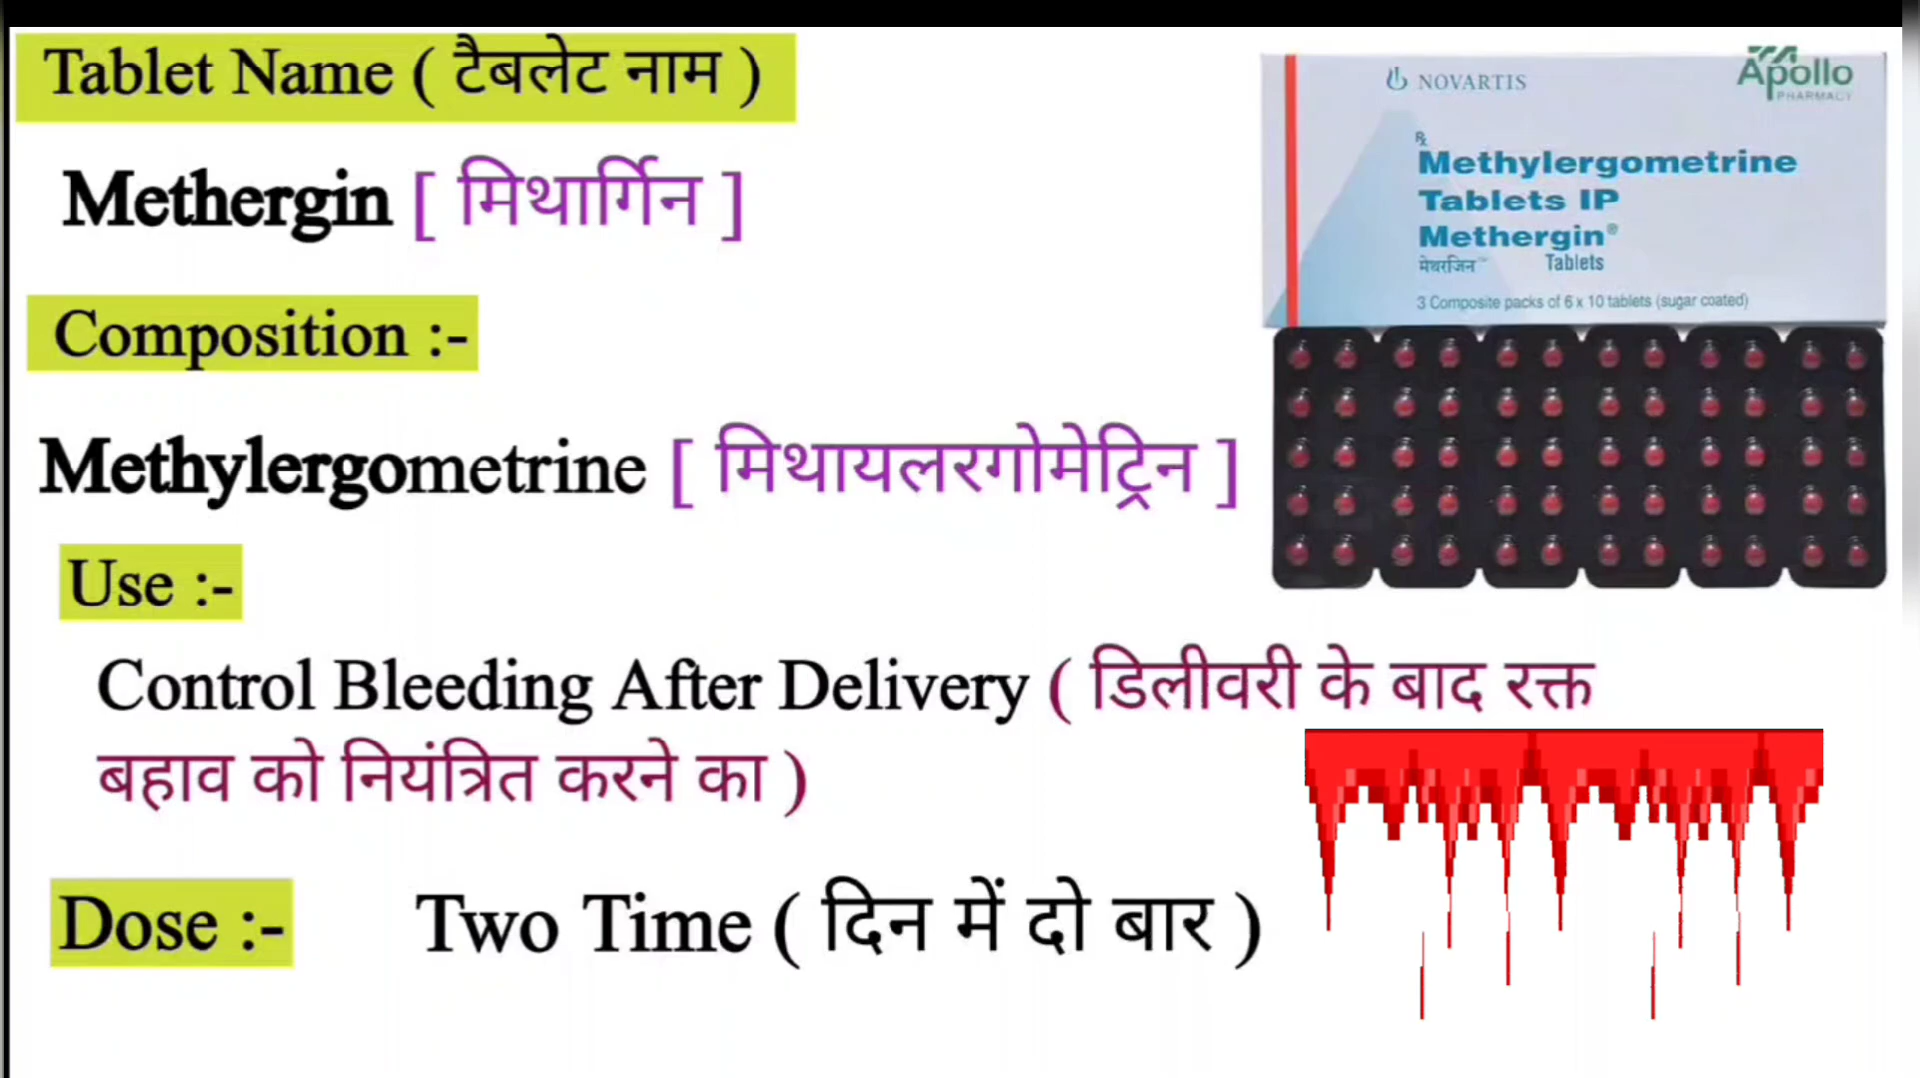 Tablet Name ( टैबलेट नाम )
Methergin [ मिथार्गिन ]
Composition :-
Methylergometrine [ मिथायलरगोमेट्रिन ]
Use :-
Control Bleeding After Delivery ( डिलीवरी के बाद रक्त
बहाव को नियंत्रित करने का )
Dose :- Two Time ( दिन में दो बार )
NOVARTIS
Apollo
PHARMACY
Rx
Methylergometrine
Tablets IP
Methergin®
मेथरजिन Tablets
3 Composite packs of 6 x 10 tablets (sugar coated)